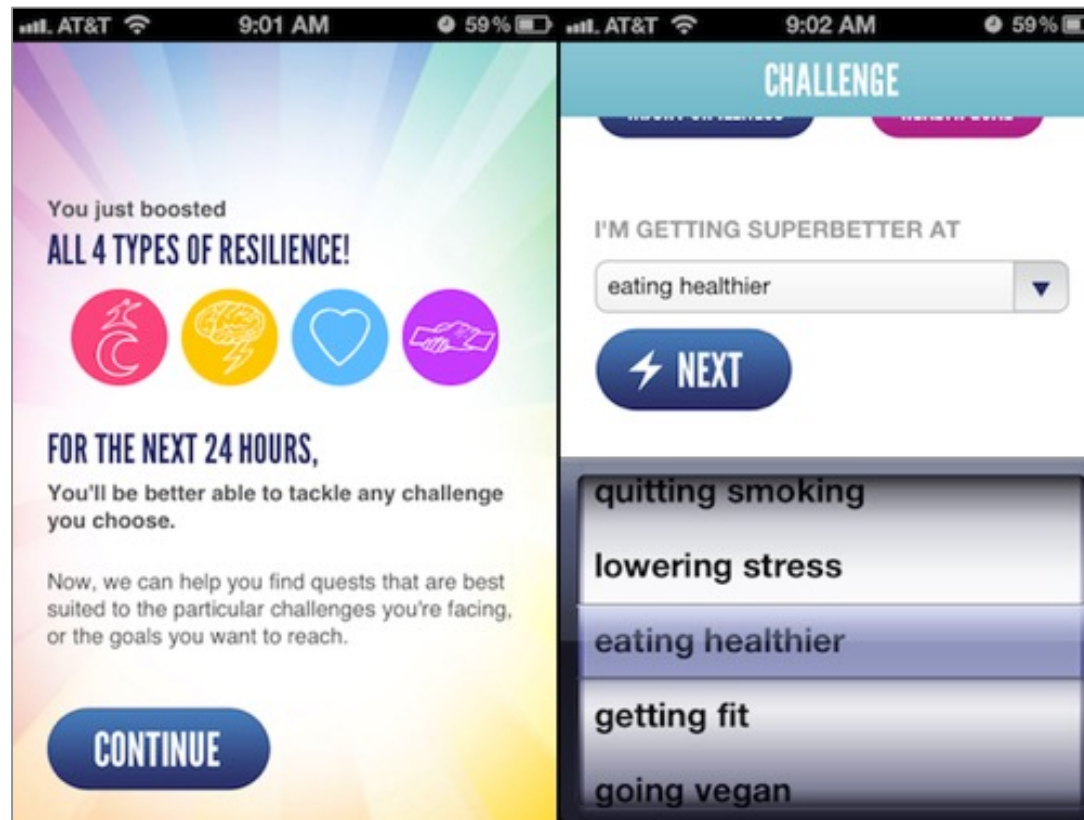 AT&T 9:01 AM 59%
You just boosted
ALL 4 TYPES OF RESILIENCE!
FOR THE NEXT 24 HOURS,
You'll be better able to tackle any challenge
you choose.
Now, we can help you find quests that are best
suited to the particular challenges you're facing,
or the goals you want to reach.
CONTINUE
AT&T 9:02 AM 59%
CHALLENGE
I'M GETTING SUPERBETTER AT
eating healthier
NEXT
quitting smoking
lowering stress
eating healthier
getting fit
going vegan